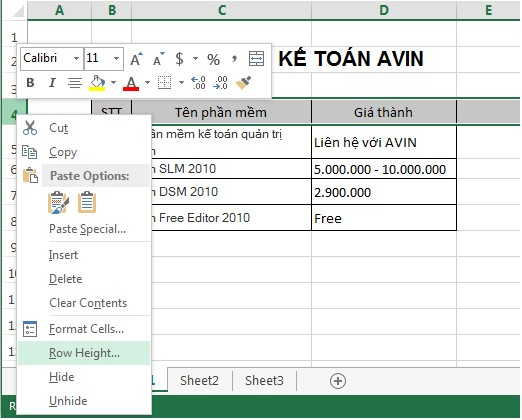 A B C D E
1
Calibri 11 A A $ % , 
2 KẾ TOÁN AVIN
B I A .00 .0
3
4 STT Tên phần mềm Giá thành
Cut
ần mềm kế toán quản trị
5 Liên hệ với AVIN
Copy
6 n SLM 2010 5.000.000 - 10.000.000
Paste Options:
7 n DSM 2010 2.900.000
8 n Free Editor 2010 Free
Paste Special...
Insert
Delete
Clear Contents
Format Cells...
Row Height...
Hide
Unhide
Sheet2 Sheet3